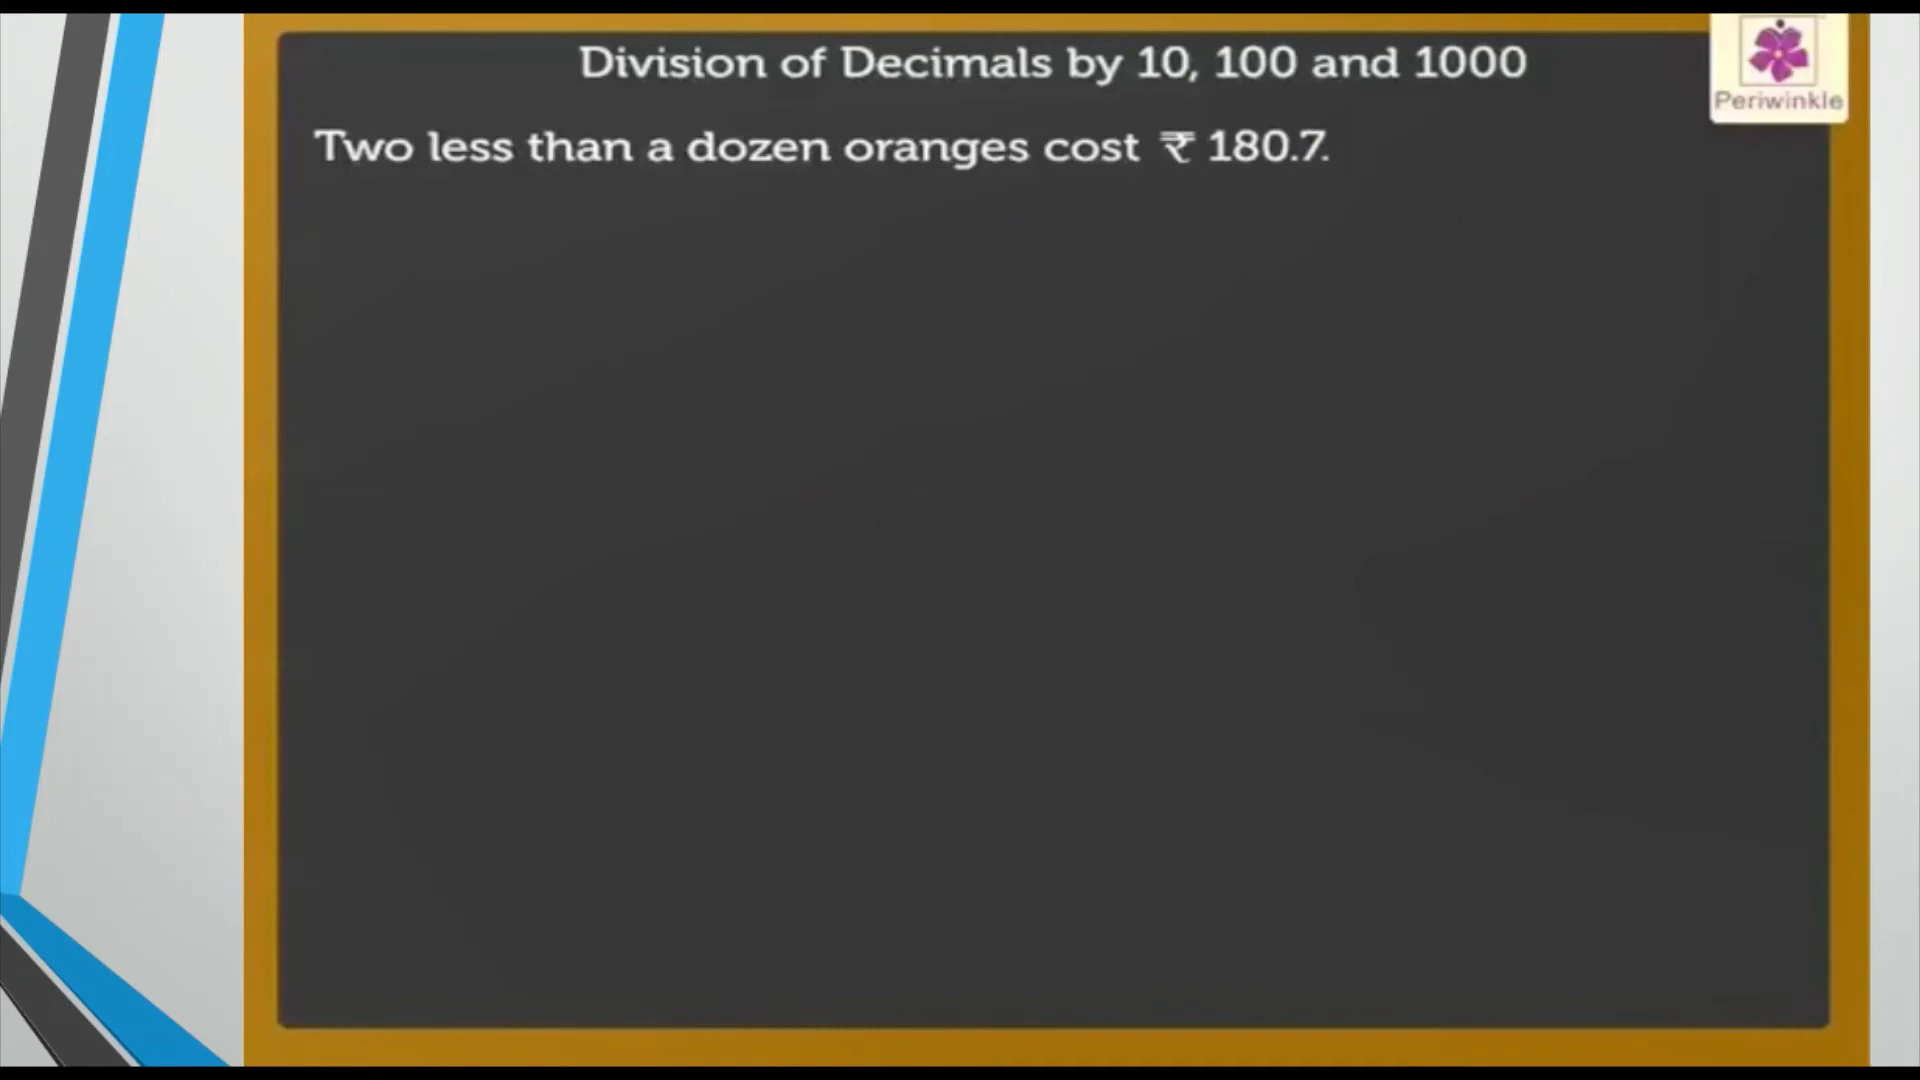 Division of Decimals by 10, 100 and 1000
Periwinkle
Two less than a dozen oranges cost ₹ 180.7.